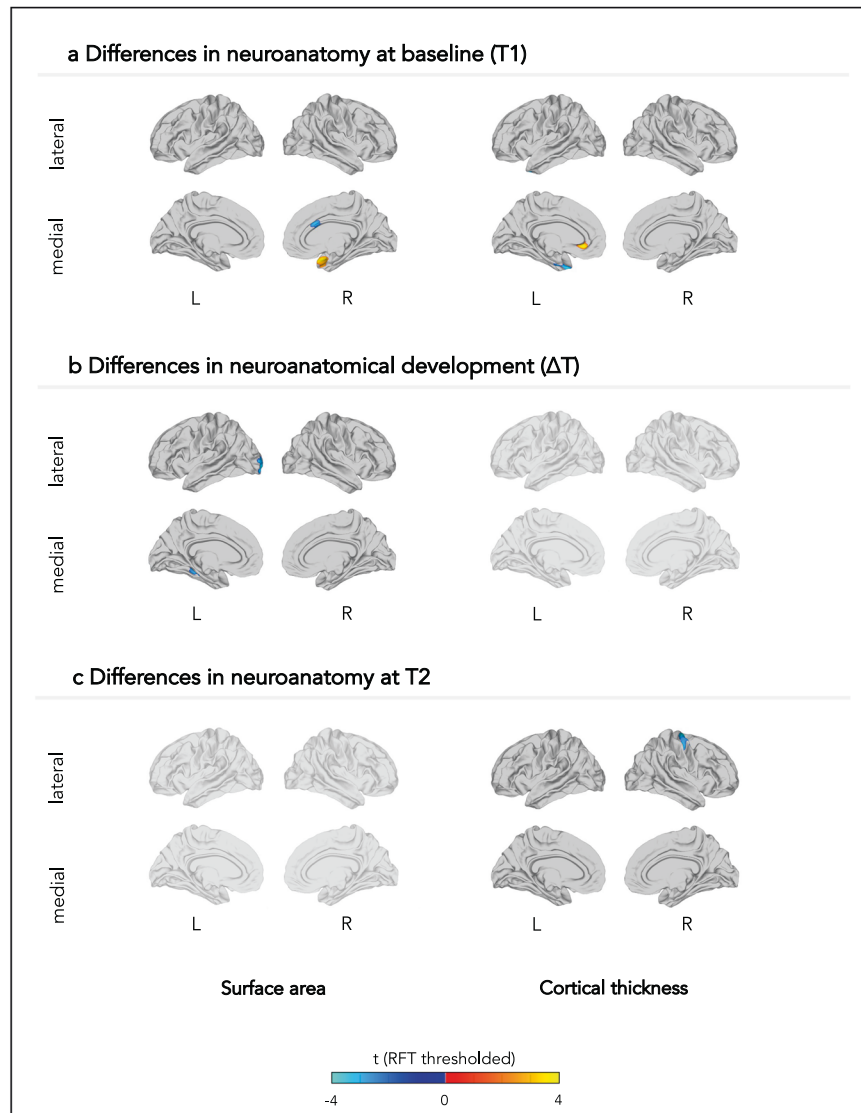 a Differences in neuroanatomy at baseline (T1)
lateral
medial
L R L R
b Differences in neuroanatomical development (ΔT)
lateral
medial
L R L R
c Differences in neuroanatomy at T2
lateral
medial
L R L R
Surface area Cortical thickness
t (RFT thresholded)
-4 0 4